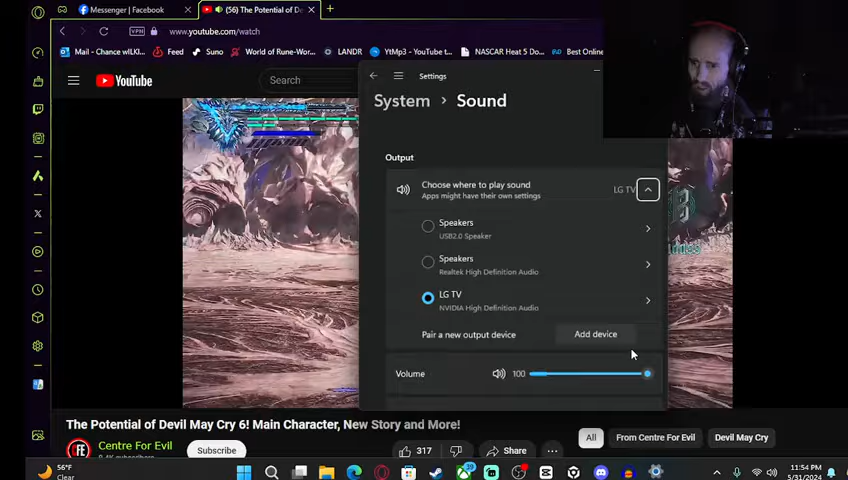 Messenger | Facebook
(56) The Potential of De
VPN
www.youtube.com/watch
Mail - Chance wILKI...
Feed
Suno
World of Rune-Wor...
LANDR
YtMp3 - YouTube t...
NASCAR Heat 5 Do...
Best Online
YouTube
Search
Settings
System > Sound
Output
Choose where to play sound
Apps might have their own settings
LG TV
Speakers
USB2.0 Speaker
Speakers
Realtek High Definition Audio
LG TV
NVIDIA High Definition Audio
Pair a new output device
Add device
Volume
100
The Potential of Devil May Cry 6! Main Character, New Story and More!
Centre For Evil
Subscribe
317
Share
All
From Centre For Evil
Devil May Cry
56°F
Clear
39
11:54 PM
5/31/2024